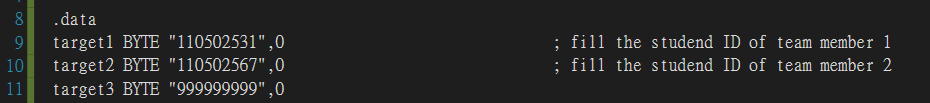 8 .data
9 target1 BYTE "110502531",0 ; fill the studend ID of team member 1
10 target2 BYTE "110502567",0 ; fill the studend ID of team member 2
11 target3 BYTE "999999999",0